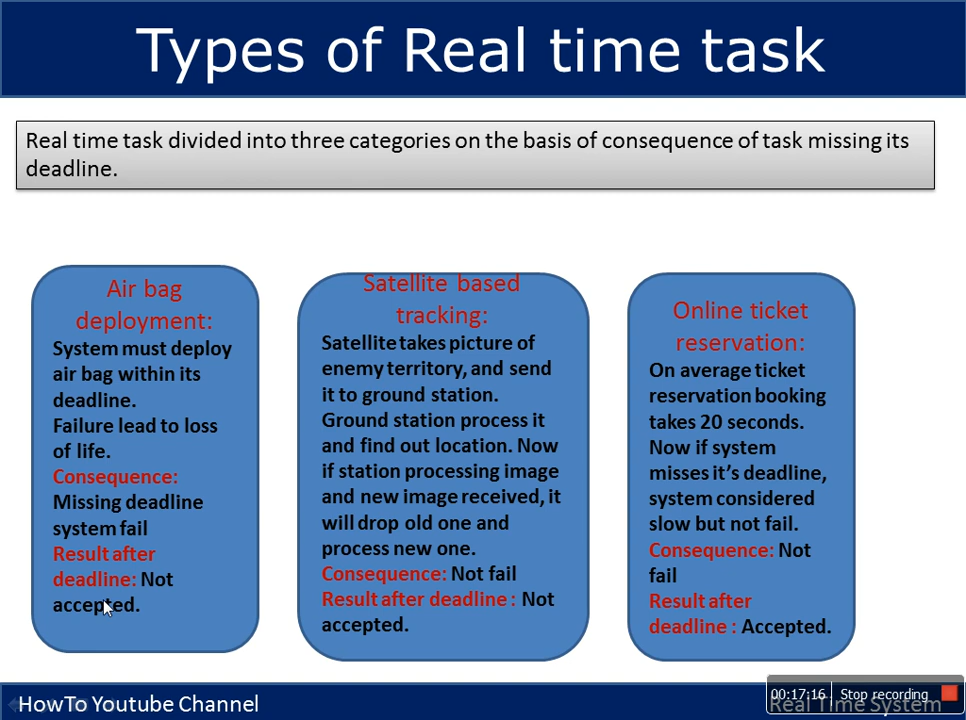 Types of Real time task
Real time task divided into three categories on the basis of consequence of task missing its
deadline.
Air bag
deployment:
System must deploy
air bag within its
deadline.
Failure lead to loss
of life.
Consequence:
Missing deadline
system fail
Result after
deadline: Not
accepted.
Satellite based
tracking:
Satellite takes picture of
enemy territory, and send
it to ground station.
Ground station process it
and find out location. Now
if station processing image
and new image received, it
will drop old one and
process new one.
Consequence: Not fail
Result after deadline : Not
accepted.
Online ticket
reservation:
On average ticket
reservation booking
takes 20 seconds.
Now if system
misses it's deadline,
system considered
slow but not fail.
Consequence: Not
fail
Result after
deadline : Accepted.
HowTo Youtube Channel
00:17:16 Stop recording
Real Time System